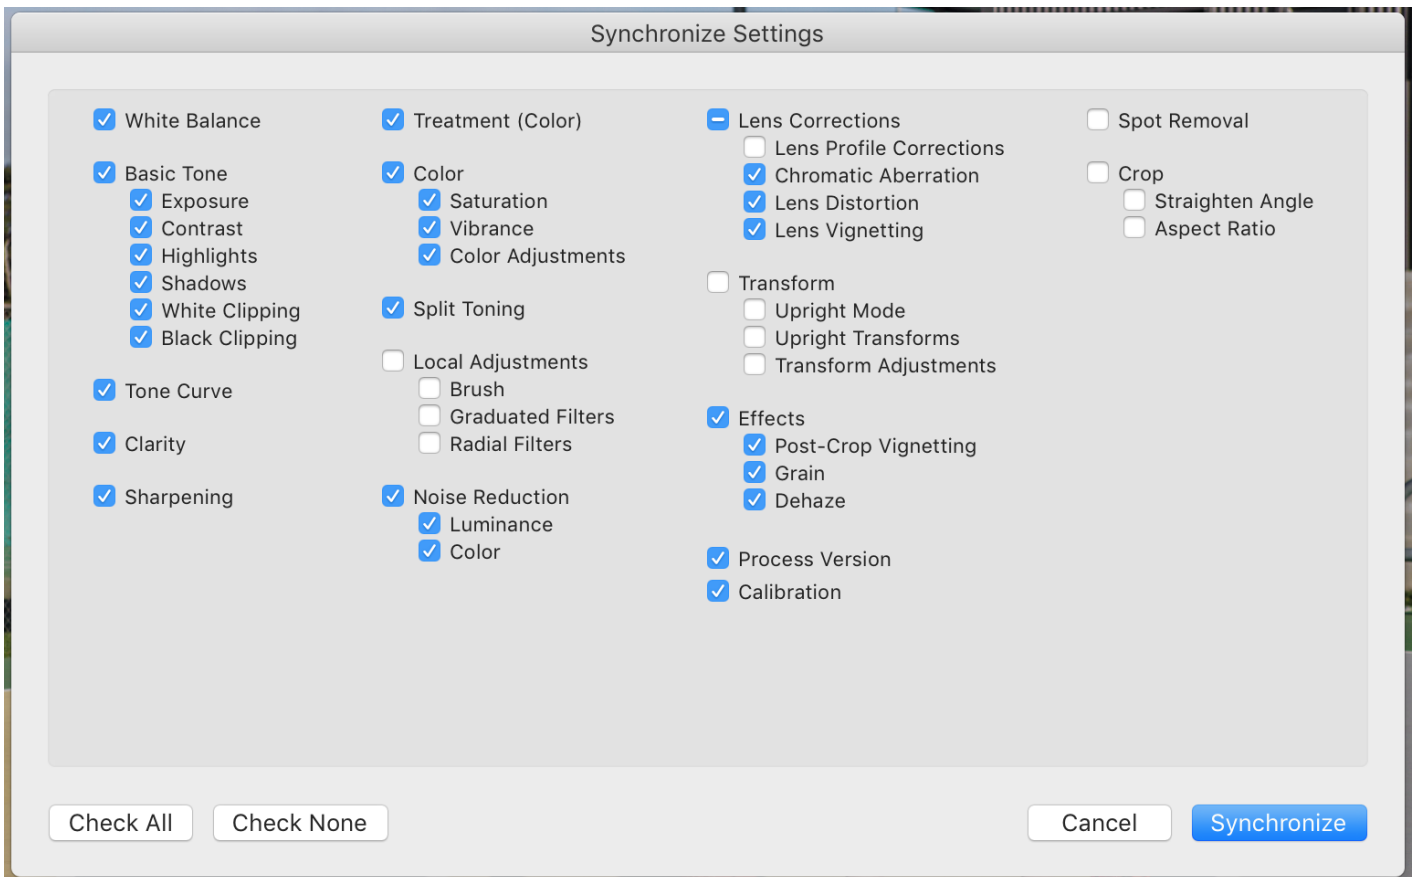 Synchronize Settings
White Balance
Basic Tone
Exposure
Contrast
Highlights
Shadows
White Clipping
Black Clipping
Tone Curve
Clarity
Sharpening
Treatment (Color)
Color
Saturation
Vibrance
Color Adjustments
Split Toning
Local Adjustments
Brush
Graduated Filters
Radial Filters
Noise Reduction
Luminance
Color
Lens Corrections
Lens Profile Corrections
Chromatic Aberration
Lens Distortion
Lens Vignetting
Transform
Upright Mode
Upright Transforms
Transform Adjustments
Effects
Post-Crop Vignetting
Grain
Dehaze
Process Version
Calibration
Spot Removal
Crop
Straighten Angle
Aspect Ratio
Check All
Check None
Cancel
Synchronize